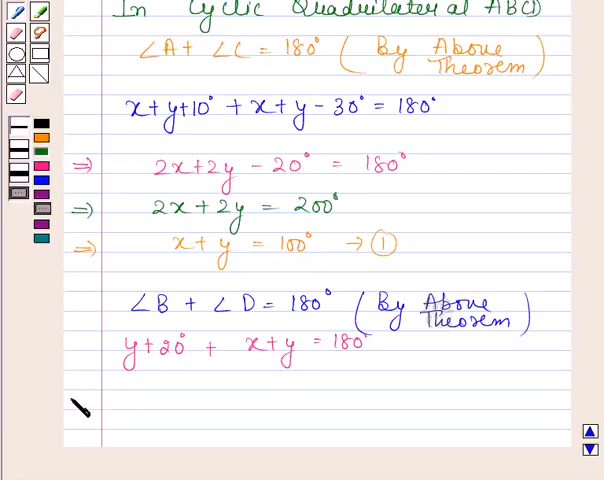 In Cyclic Quadrilateral ABCD
∠A + ∠C = 180° (By Above Theorem)
x+y+10° + x+y-30° = 180°
⇒ 2x+2y-20° = 180°
⇒ 2x+2y = 200°
⇒ x+y = 100° → ①
∠B + ∠D = 180° (By Above Theorem)
y+20° + x+y = 180°